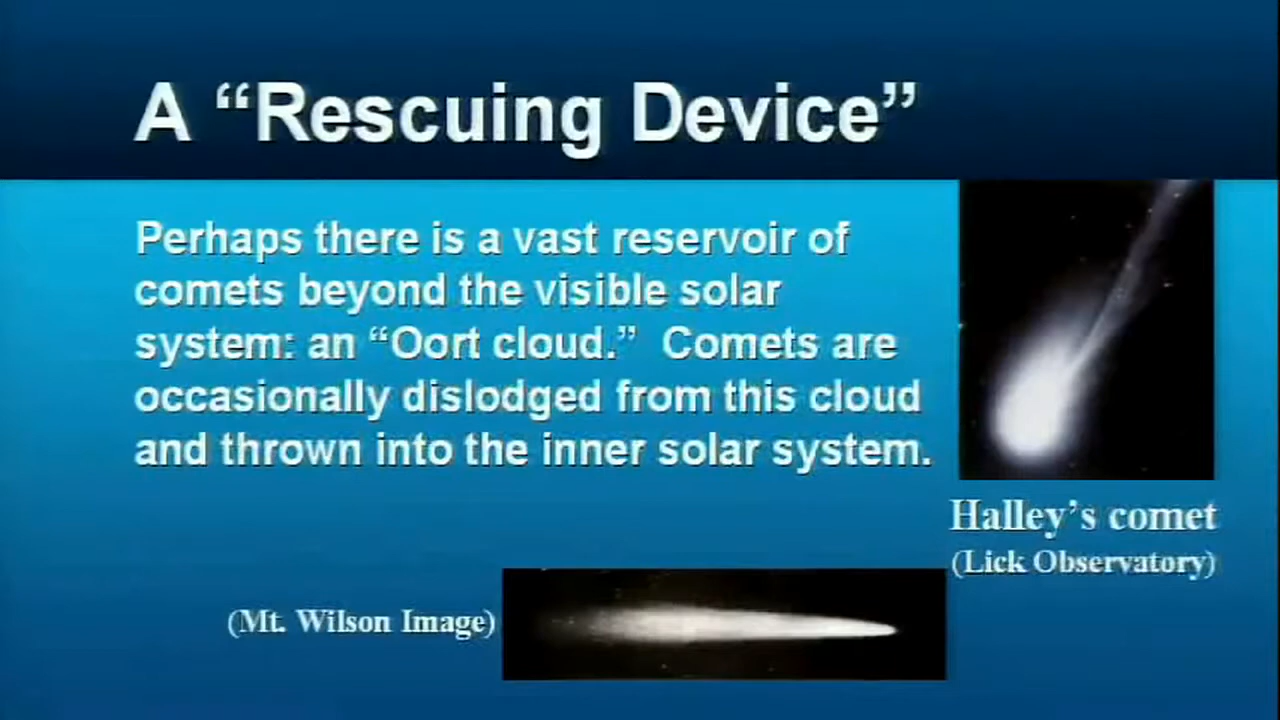 A “Rescuing Device”
Perhaps there is a vast reservoir of
comets beyond the visible solar
system: an “Oort cloud.”  Comets are
occasionally dislodged from this cloud
and thrown into the inner solar system.
Halley’s comet
(Lick Observatory)
(Mt. Wilson Image)